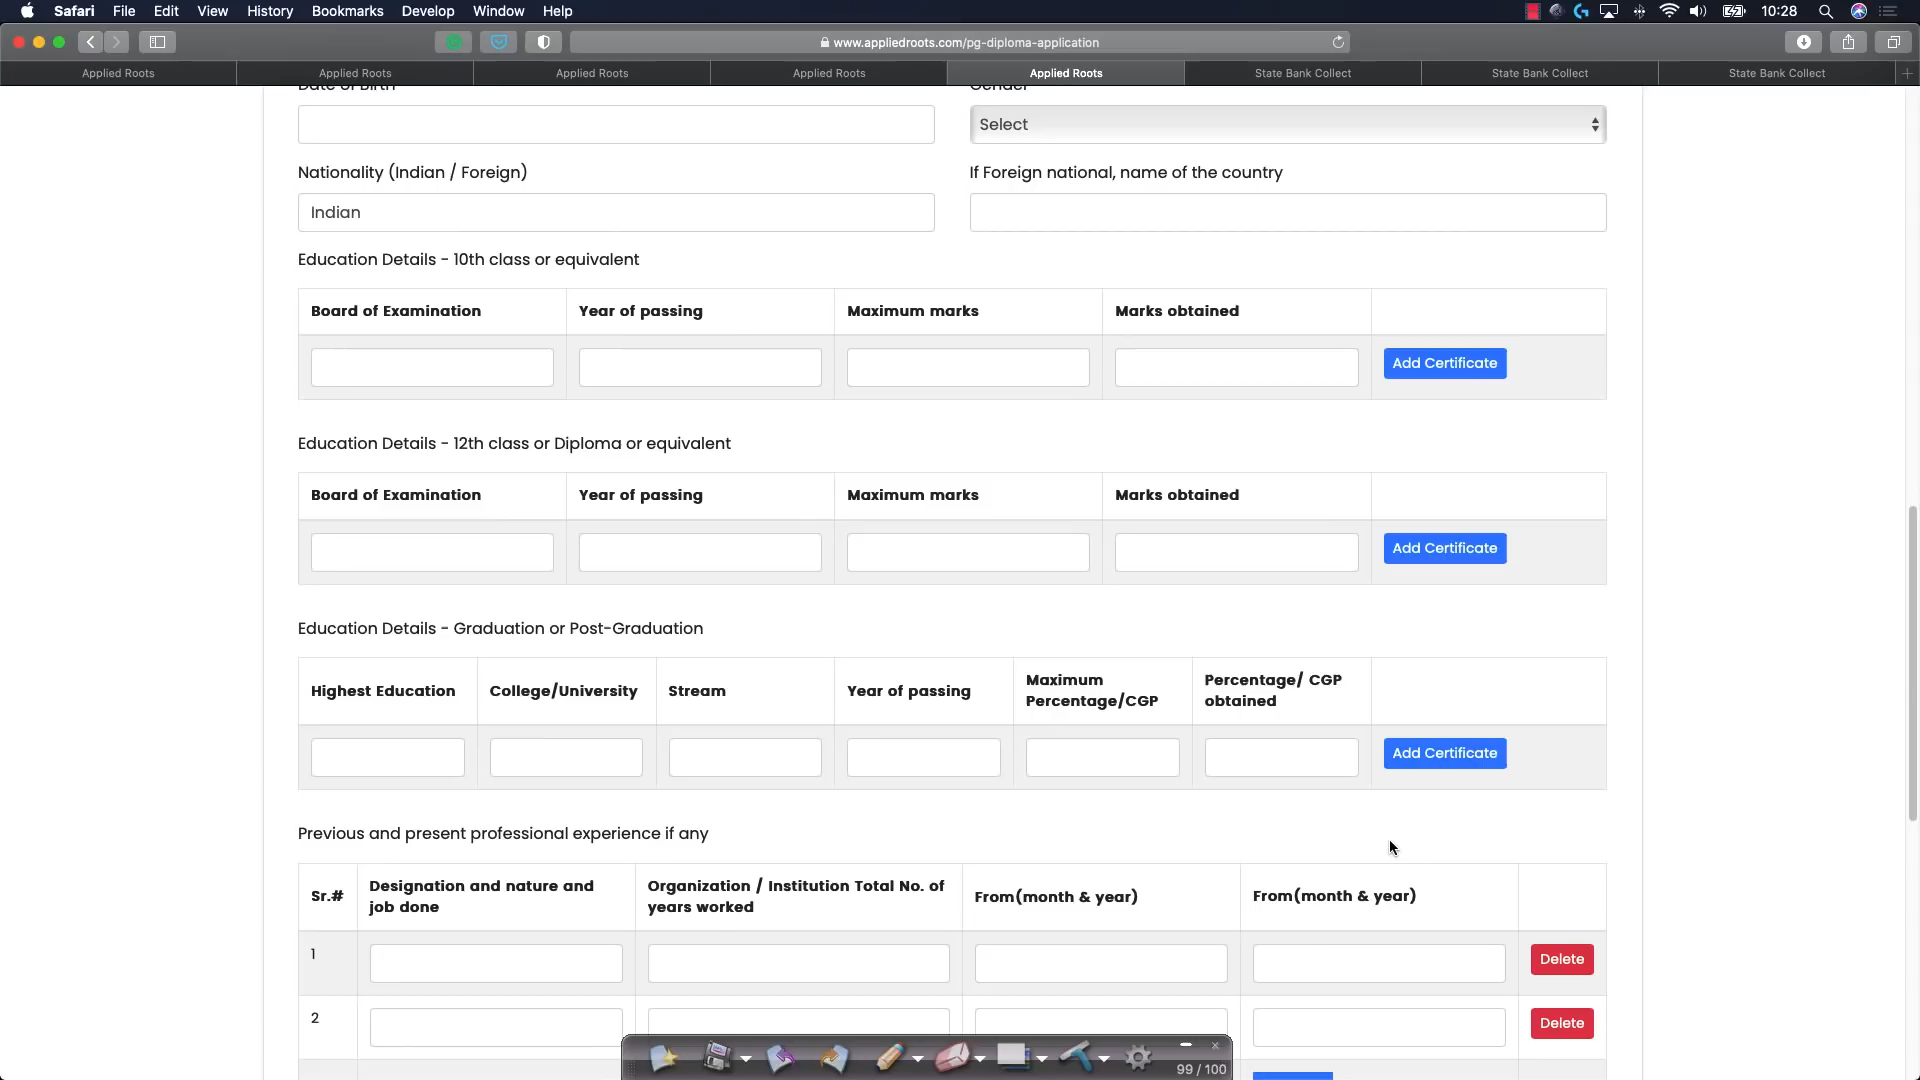 Safari File Edit View History Bookmarks Develop Window Help 10:28
www.appliedroots.com/pg-diploma-application
Applied Roots Applied Roots Applied Roots Applied Roots Applied Roots State Bank Collect State Bank Collect State Bank Collect
Date of Birth Gender
Select
Nationality (Indian / Foreign) If Foreign national, name of the country
Indian
Education Details - 10th class or equivalent
Board of Examination Year of passing Maximum marks Marks obtained
Add Certificate
Education Details - 12th class or Diploma or equivalent
Board of Examination Year of passing Maximum marks Marks obtained
Add Certificate
Education Details - Graduation or Post-Graduation
Highest Education College/University Stream Year of passing Maximum Percentage/CGP Percentage/ CGP obtained
Add Certificate
Previous and present professional experience if any
Sr.# Designation and nature and job done Organization / Institution Total No. of years worked From(month & year) From(month & year)
1 Delete
2 Delete
99 / 100